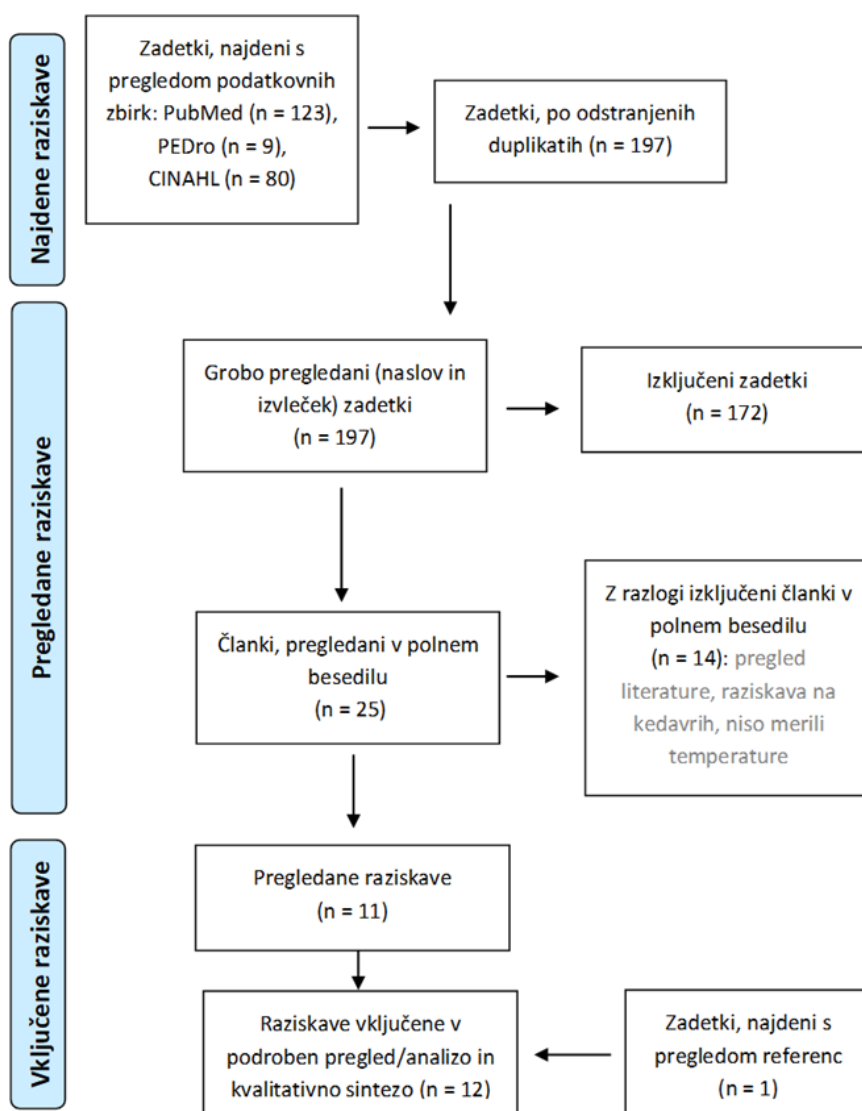 Najdene raziskave
Zadetki, najdeni s
pregledom podatkovnih
zbirk: PubMed (n = 123),
PEDro (n = 9),
CINAHL (n = 80)
Zadetki, po odstranjenih
duplikatih (n = 197)
Pregledane raziskave
Grobo pregledani (naslov in
izvleček) zadetki
(n = 197)
Izključeni zadetki
(n = 172)
Članki, pregledani v polnem
besedilu
(n = 25)
Z razlogi izključeni članki v
polnem besedilu
(n = 14): pregled
literature, raziskava na
kedavrih, niso merili
temperature
Vključene raziskave
Pregledane raziskave
(n = 11)
Raziskave vključene v
podroben pregled/analizo in
kvalitativno sintezo (n = 12)
Zadetki, najdeni s
pregledom referenc
(n = 1)